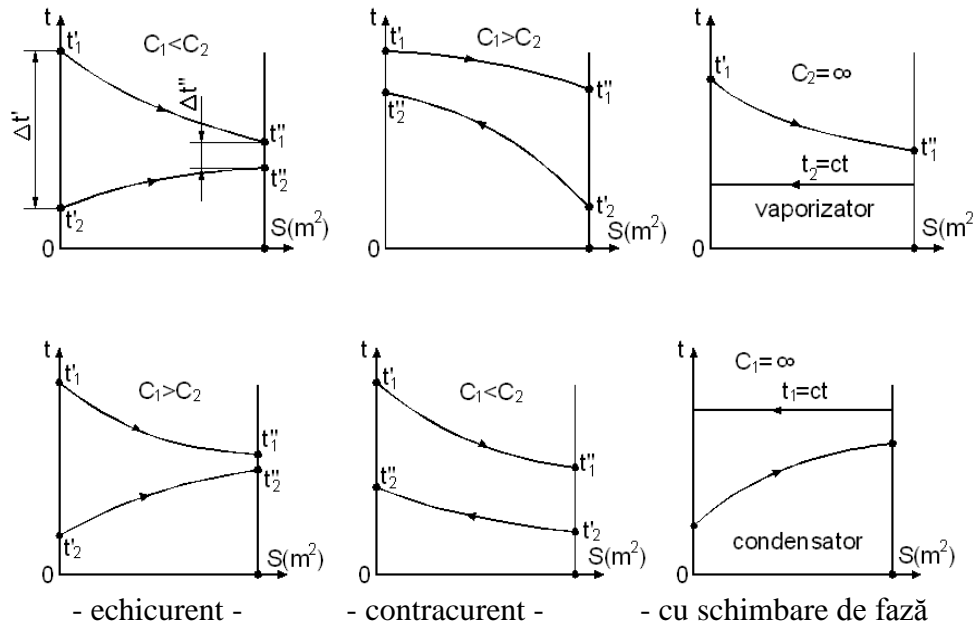 t
t'1
C1<C2
Δt'
Δt''
t''1
t''2
t'2
0
S(m²)
t
t'1
C1>C2
t''1
t''2
t'2
0
S(m²)
t
t'1
C2=∞
t''1
t2=ct
vaporizator
0
S(m²
t
t'1
C1>C2
t''1
t''2
t'2
0
S(m²)
t
t'1
C1<C2
t''1
t''2
t'2
0
S(m²)
t
C1=∞
t1=ct
condensator
0
S(m²)
- echicurent -
- contracurent -
- cu schimbare de fază